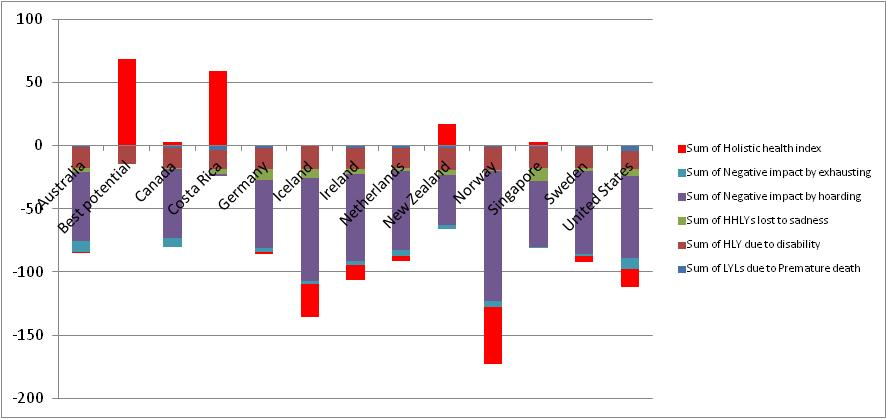 100
50
0
-50
-100
-150
-200
Australia
Best potential
Canada
Costa Rica
Germany
Iceland
Ireland
Netherlands
New Zealand
Norway
Singapore
Sweden
United States
Sum of Holistic health index
Sum of Negative impact by exhausting
Sum of Negative impact by hoarding
Sum of HHLYs lost to sadness
Sum of HLY due to disability
Sum of LYLs due to Premature death